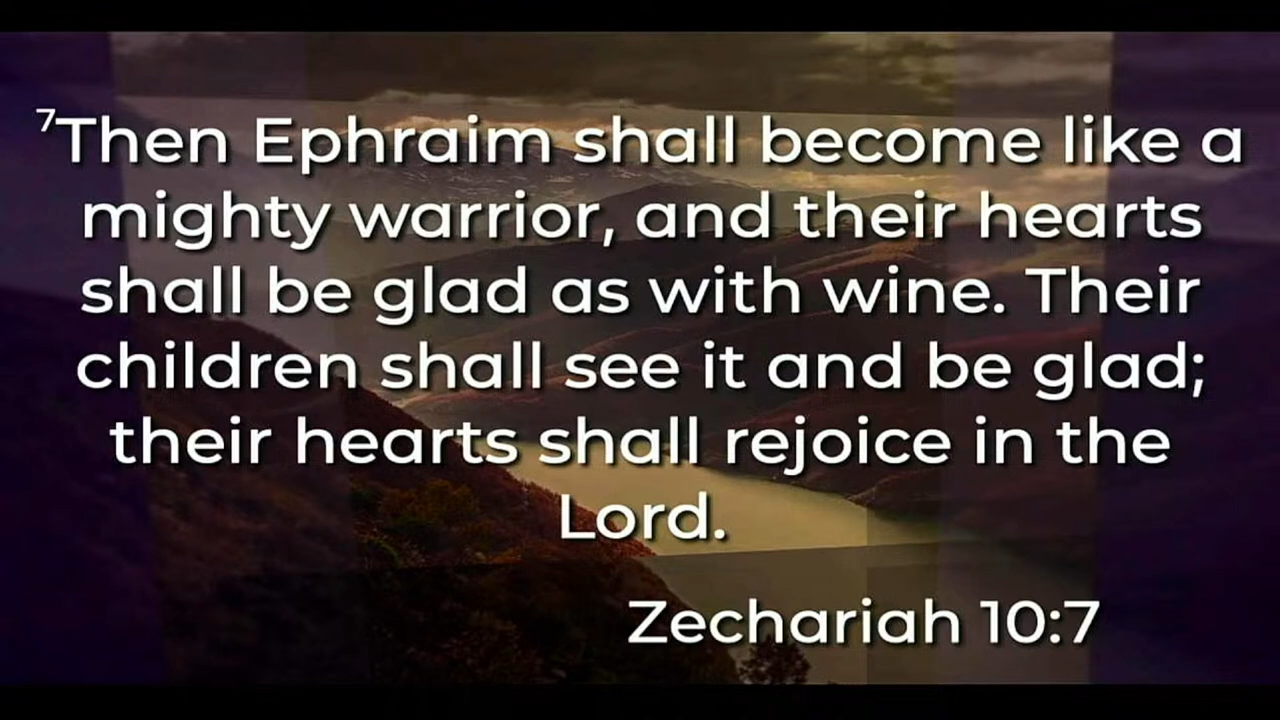 ⁷Then Ephraim shall become like a
mighty warrior, and their hearts
shall be glad as with wine. Their
children shall see it and be glad;
their hearts shall rejoice in the
Lord.
Zechariah 10:7